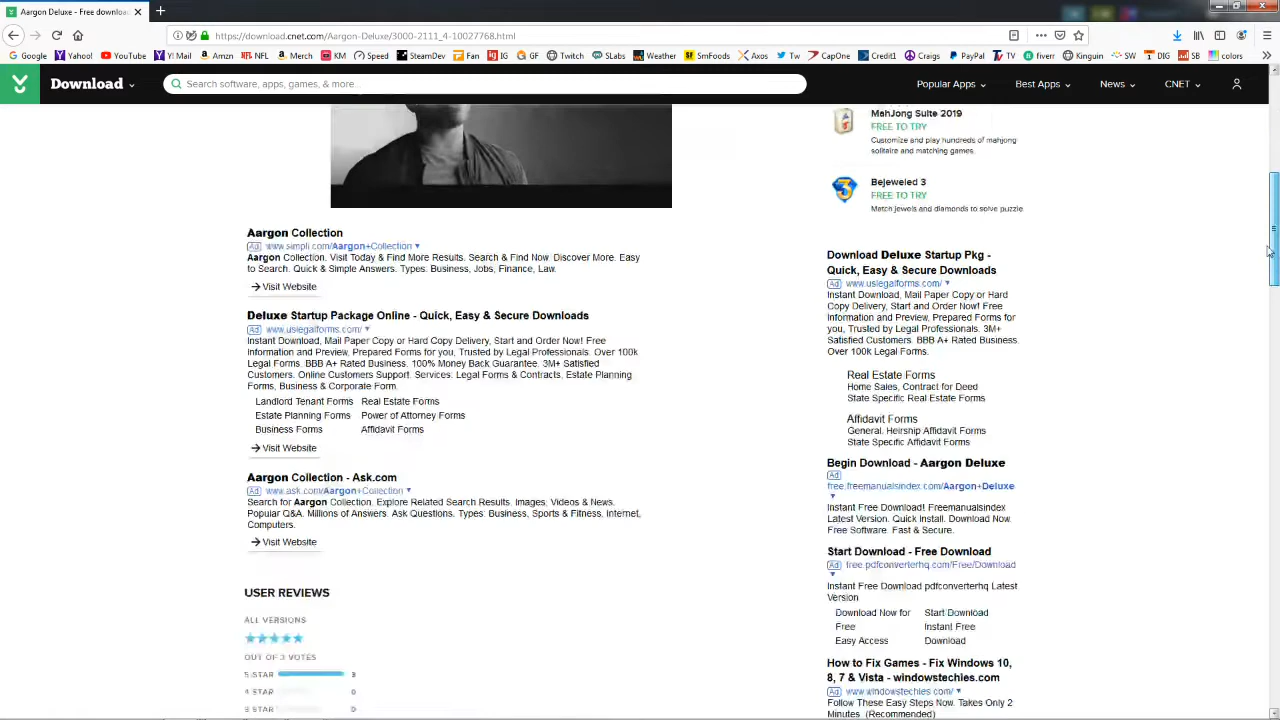 Aargon Deluxe - Free downloa
https://download.cnet.com/Aargon-Deluxe/3000-2111_4-10027768.html
Google Yahoo! YouTube Y! Mail Amzn NFL NFL Merch KM Speed SteamDev Fan IG GF Twitch SLabs Weather SmFoods Axos Tw CapOne Credit1 Craigs PayPal TV fiverr Kinguin SW DIG SB colors
Download
Search software, apps, games, & more...
Popular Apps Best Apps News CNET
MahJong Suite 2019
FREE TO TRY
Customize and play hundreds of mahjong
solitaire and matching games.
Bejeweled 3
FREE TO TRY
Match jewels and diamonds to solve puzzle
Aargon Collection
Ad www.simpli.com/Aargon+Collection
Aargon Collection. Visit Today & Find More Results. Search & Find Now. Discover More. Easy
to Search. Quick & Simple Answers. Types: Business, Jobs, Finance, Law.
Visit Website
Deluxe Startup Package Online - Quick, Easy & Secure Downloads
Ad www.uslegalforms.com/
Instant Download, Mail Paper Copy or Hard Copy Delivery, Start and Order Now! Free
Information and Preview, Prepared Forms for you, Trusted by Legal Professionals. Over 100k
Legal Forms. BBB A+ Rated Business. 100% Money Back Guarantee. 3M+ Satisfied
Customers. Online Customers Support. Services: Legal Forms & Contracts, Estate Planning
Forms, Business & Corporate Form.
Landlord Tenant Forms Real Estate Forms
Estate Planning Forms Power of Attorney Forms
Business Forms Affidavit Forms
Visit Website
Aargon Collection - Ask.com
Ad www.ask.com/Aargon+Collection
Search for Aargon Collection. Explore Related Search Results. Images, Videos & News.
Popular Q&A. Millions of Answers. Ask Questions. Types: Business, Sports & Fitness, Internet,
Computers.
Visit Website
USER REVIEWS
ALL VERSIONS
OUT OF 3 VOTES
5 STAR 3
4 STAR 0
3 STAR 0
Download Deluxe Startup Pkg -
Quick, Easy & Secure Downloads
Ad www.uslegalforms.com/
Instant Download, Mail Paper Copy or Hard
Copy Delivery, Start and Order Now! Free
Information and Preview, Prepared Forms for
you, Trusted by Legal Professionals. 3M+
Satisfied Customers. BBB A+ Rated Business.
Over 100k Legal Forms.
Real Estate Forms
Home Sales, Contract for Deed
State Specific Real Estate Forms
Affidavit Forms
General, Heirship Affidavit Forms
State Specific Affidavit Forms
Begin Download - Aargon Deluxe
Ad
free.freemanualsindex.com/Aargon+Deluxe
Instant Free Download! Freemanualsindex
Latest Version. Quick Install. Download Now.
Free Software. Fast & Secure.
Start Download - Free Download
Ad free.pdfconverterhq.com/Free/Download
Instant Free Download pdfconverterhq Latest
Version
Download Now for Start Download
Free Instant Free
Easy Access Download
How to Fix Games - Fix Windows 10,
8, 7 & Vista - windowstechies.com
Ad www.windowstechies.com/
Follow These Easy Steps Now. Takes Only 2
Minutes. (Recommended)